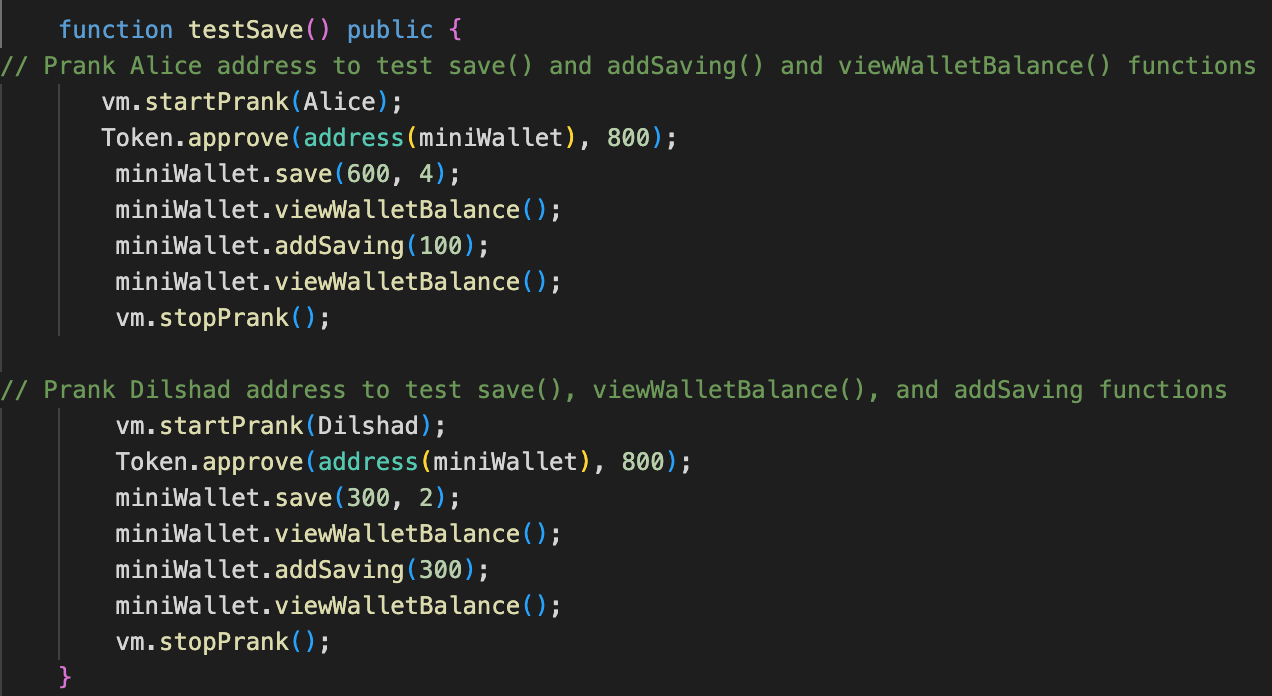 function testSave() public {
// Prank Alice address to test save() and addSaving() and viewWalletBalance() functions
vm.startPrank(Alice);
Token.approve(address(miniWallet), 800);
miniWallet.save(600, 4);
miniWallet.viewWalletBalance();
miniWallet.addSaving(100);
miniWallet.viewWalletBalance();
vm.stopPrank();
// Prank Dilshad address to test save(), viewWalletBalance(), and addSaving functions
vm.startPrank(Dilshad);
Token.approve(address(miniWallet), 800);
miniWallet.save(300, 2);
miniWallet.viewWalletBalance();
miniWallet.addSaving(300);
miniWallet.viewWalletBalance();
vm.stopPrank();
}